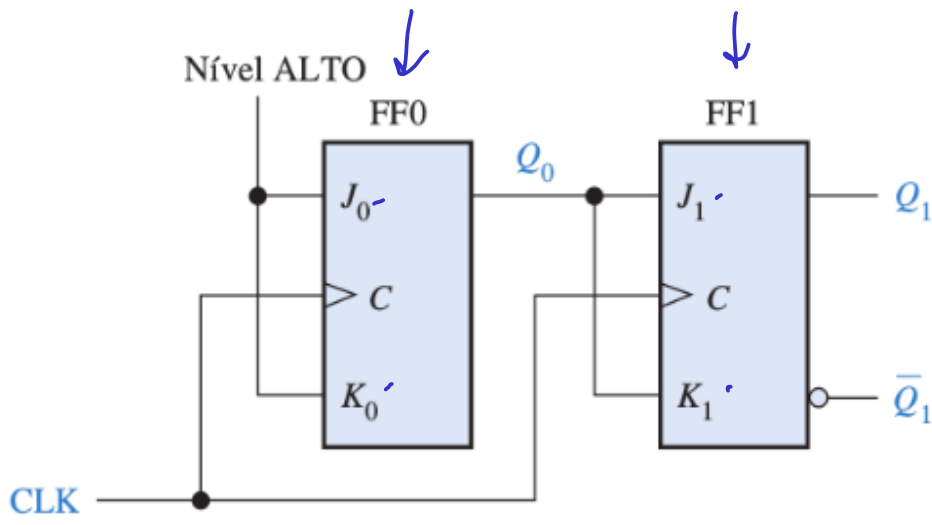 Nível ALTO
FF0
FF1
Q₀
J₀
J₁
Q₁
C
C
K₀
K₁
Q̅₁
CLK